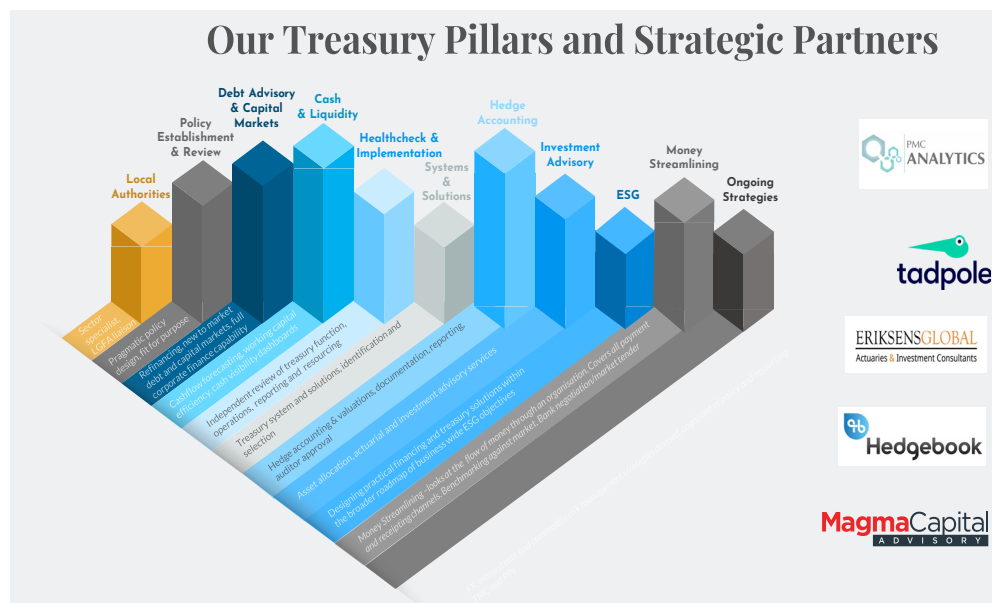 Our Treasury Pillars and Strategic Partners
Local
Authorities
Policy
Establishment
& Review
Debt Advisory
& Capital
Markets
Cash
& Liquidity
Healthcheck &
Implementation
Systems
&
Solutions
Hedge
Accounting
Investment
Advisory
ESG
Money
Streamlining
Ongoing
Strategies
Sector
specialist,
LGFA liaison
Pragmatic policy
design, fit for purpose
Refinancing, new to market
debt and capital markets, full
corporate finance capability
Cashflow forecasting, working capital
efficiency, cash visibility dashboards
Independent review of treasury function,
operations, reporting and resourcing
Treasury system and solutions, identification and
selection
Hedge accounting & valuations, documentation, reporting,
auditor approval
Asset allocation, actuarial and investment advisory services
Designing practical financing and treasury solutions within
the broader roadmap of business wide ESG objectives
Money Streamlining - looks at the flow of money through an organisation. Covers all payment
and receipting channels. Benchmarking against market. Bank negotiation/market tender
PMC
ANALYTICS
tadpole
ERIKSENSGLOBAL
Actuaries & Investment Consultants
Hedgebook
MagmaCapital
ADVISORY